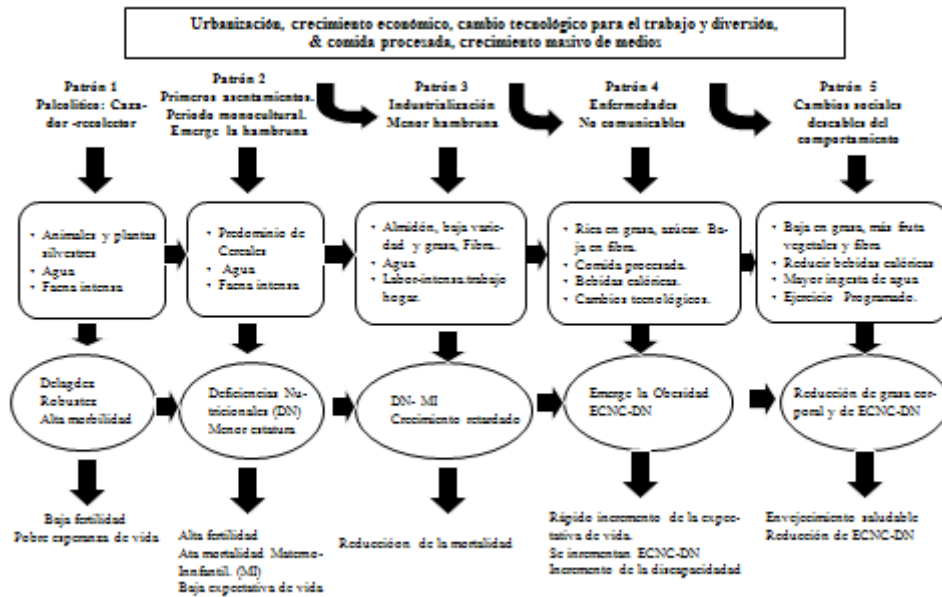 Urbanización, crecimiento económico, cambio tecnológico para el trabajo y diversión,
& comida procesada, crecimiento masivo de medios
Patrón 1
Paleolítico: Caza-
dor -recolector
Patrón 2
Primeros asentamientos.
Periodo monocultural.
Emerge la hambruna
Patrón 3
Industrialización
Menor hambruna
Patrón 4
Enfermedades
No comunicables
Patrón 5
Cambios sociales
deseables del
comportamiento
• Animales y plantas
silvestres
• Agua
• Faena intensa
• Predominio de
Cereales
• Agua
• Faena intensa
• Almidón, baja varie-
dad y grasa, Fibra..
• Agua
• Labor-intensa.trabajo
hogar.
• Rica en grasa, azúcar. Ba-
ja en fibra.
• Comida procesada.
• Bebidas calóricas.
• Cambios tecnológicos.
• Baja en grasa, más fruta
vegetales y fibra
• Reducir bebidas calóricas
• Mayor ingesta de agua
• Ejercicio Programado.
Delagdez
Robustez
Alta morbilidad
Deficiencias Nu-
tricionales (DN)
Menor estatura
DN- MI
Crecimiento retardado
Emerge la Obesidad
ECNC-DN
Reducción de grasa cor-
poral y de ECNC-DN
Baja fertilidad
Pobre esperanza de vida
Alta fertilidad
Ata mortalidad Materno-
Innfantil. (MI)
Baja expectativa de vida
Reduccíion de la mortalidad
Rápido incremento de la expec-
tativa de vida.
Se incrementan ECNC-DN
Incremento de la discapacidadad
Envejecimiento saludable
Reducción de ECNC-DN